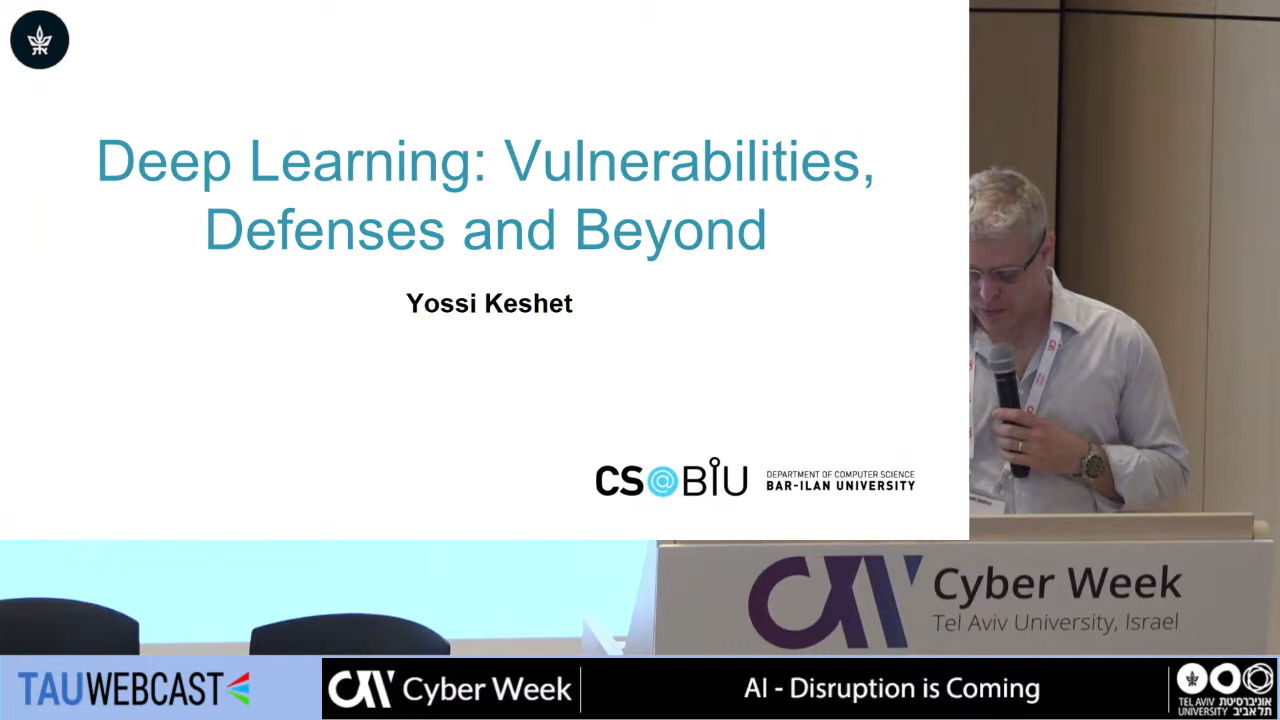 Deep Learning: Vulnerabilities,
Defenses and Beyond
Yossi Keshet
CS@BIU
DEPARTMENT OF COMPUTER SCIENCE
BAR-ILAN UNIVERSITY
Cyber Week
Tel Aviv University, Israel
TAUWEBCAST
Cyber Week
AI - Disruption is Coming
TEL AVIV אוניברסיטת
UNIVERSITY תל אביב